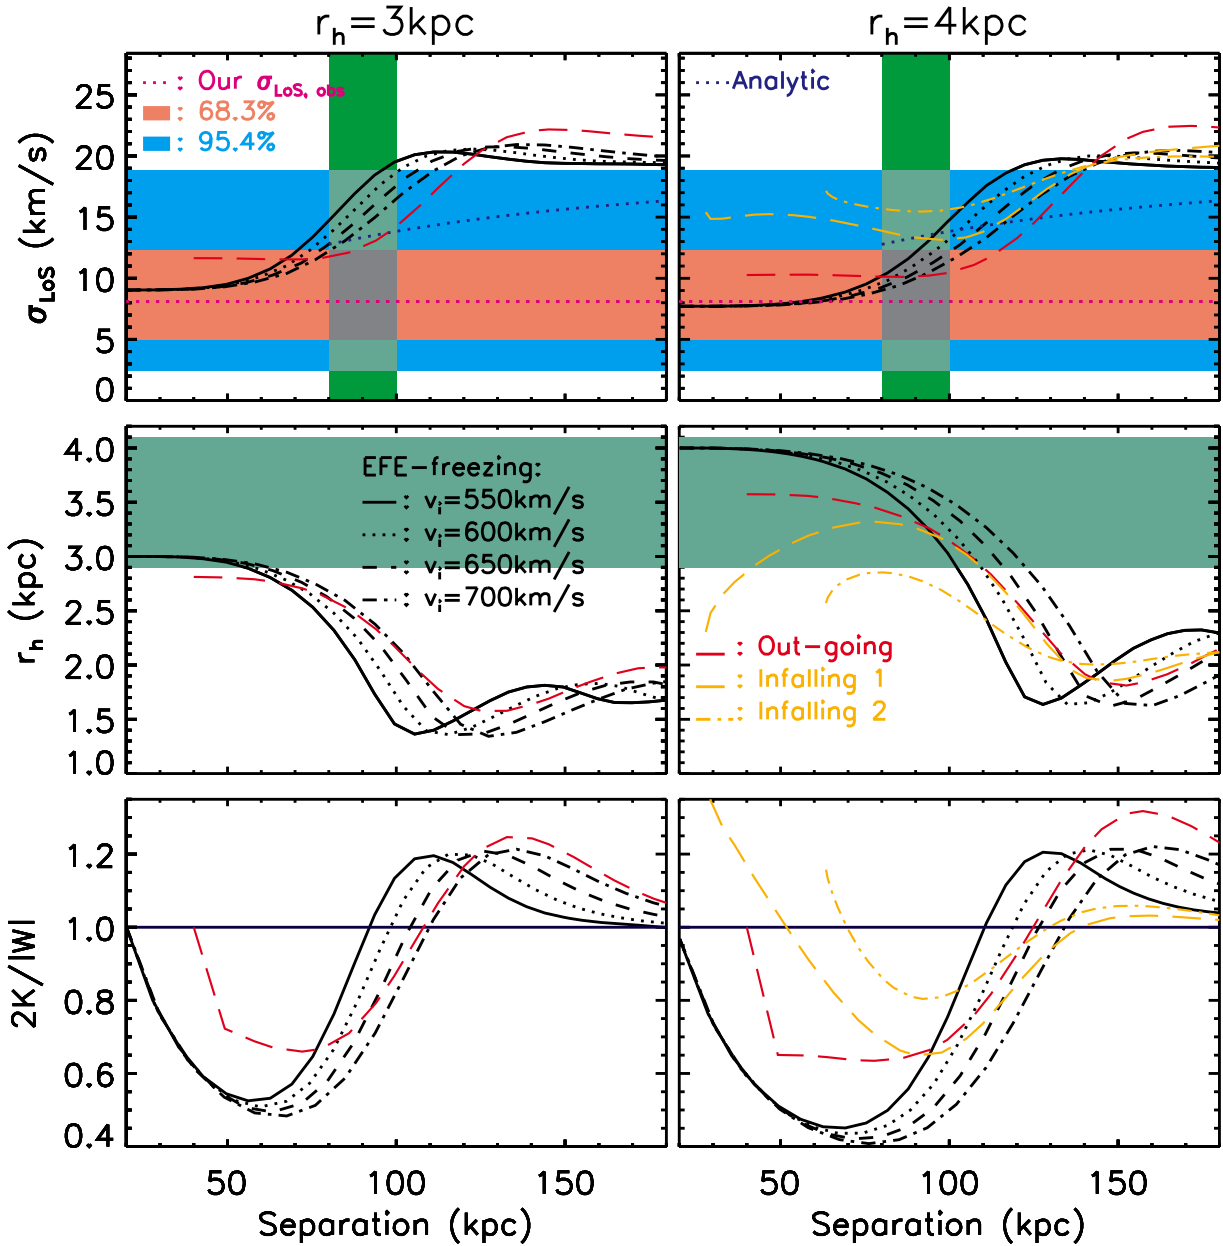 r_h=3kpc
r_h=4kpc
: Our σ_LoS, obs
: 68.3%
: 95.4%
Analytic
σ_LoS (km/s)
25
20
15
10
5
0
EFE-freezing:
: v_i=550km/s
: v_i=600km/s
: v_i=650km/s
: v_i=700km/s
r_h (kpc)
4.0
3.5
3.0
2.5
2.0
1.5
1.0
: Out-going
: Infalling 1
: Infalling 2
2K/|W|
1.2
1.0
0.8
0.6
0.4
50
100
150
50
100
150
Separation (kpc)
Separation (kpc)